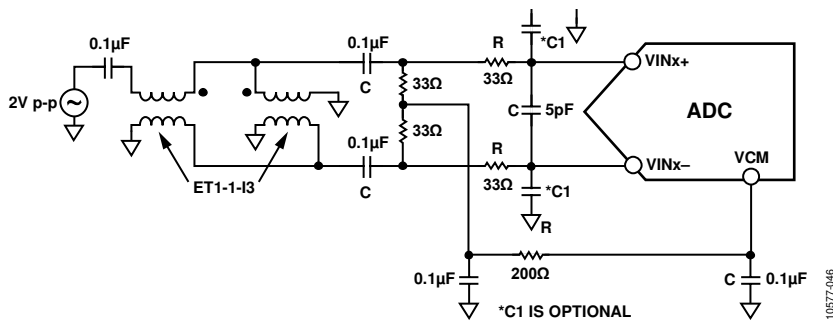 0.1µF
2V p-p
ET1-1-I3
0.1µF
C
0.1µF
C
33Ω
33Ω
R
33Ω
R
33Ω
*C1
C
5pF
*C1
R
VINx+
VINx–
ADC
VCM
0.1µF
200Ω
C
0.1µF
*C1 IS OPTIONAL
10577-046